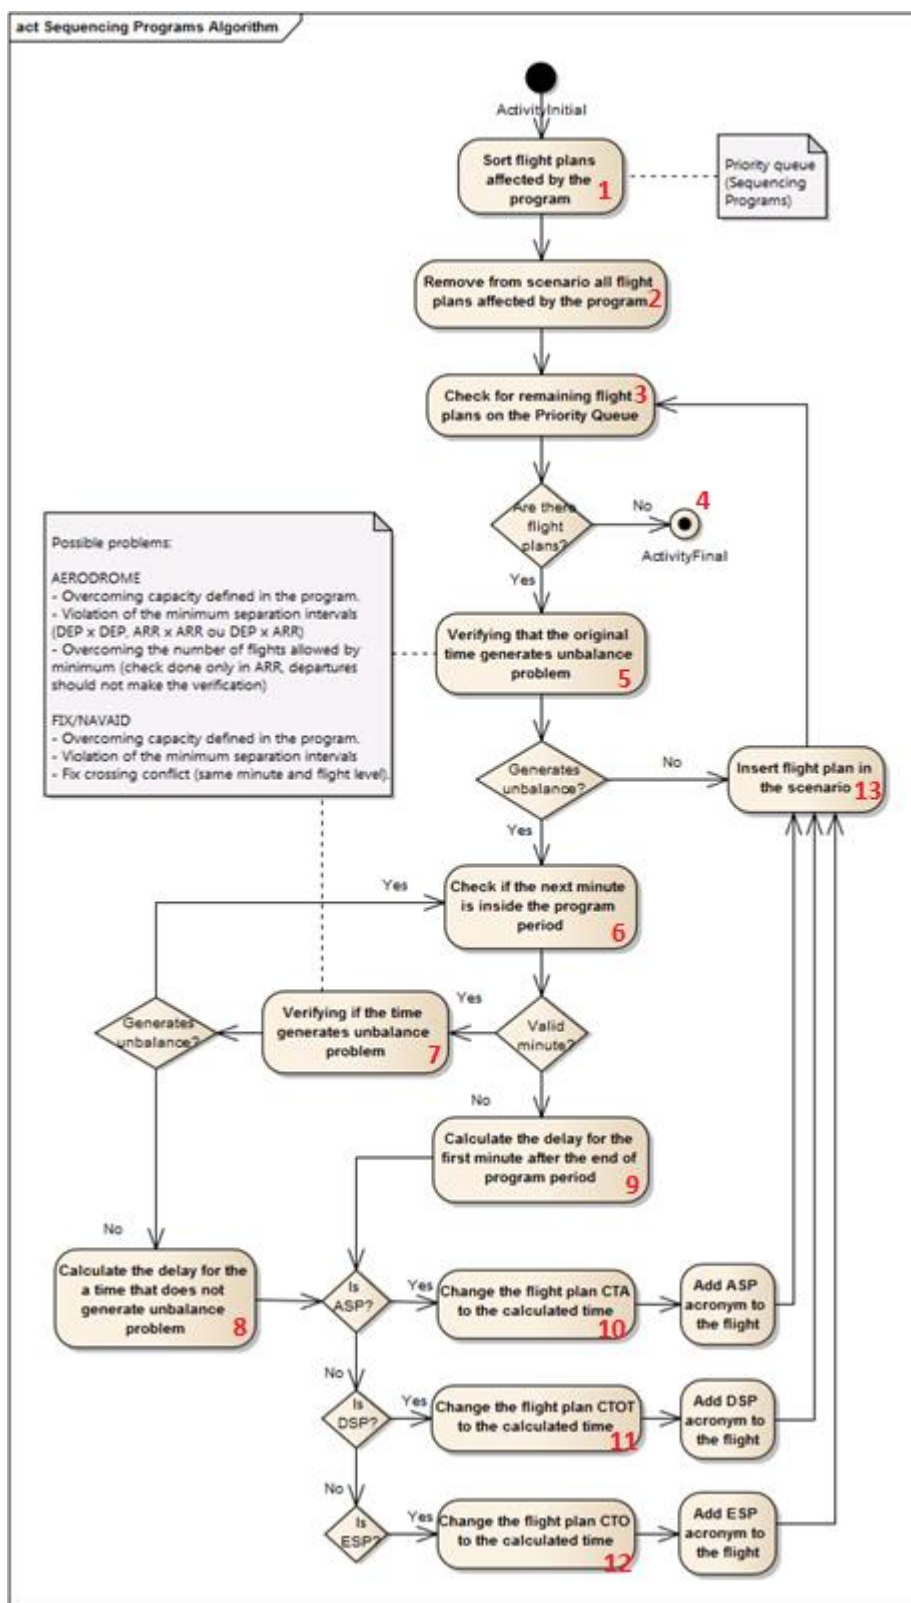 act Sequencing Programs Algorithm
ActivityInitial
Sort flight plans
affected by the
program
1
Priority queue
(Sequencing
Programs)
Remove from scenario all flight
plans affected by the program
2
Check for remaining flight
plans on the Priority Queue
3
Are there
flight
plans?
No
4
ActivityFinal
Yes
Possible problems:
AERODROME
- Overcoming capacity defined in the program.
- Violation of the minimum separation intervals
(DEP x DEP, ARR x ARR ou DEP x ARR)
- Overcoming the number of flights allowed by
minimum (check done only in ARR, departures
should not make the verification)
FIX/NAVAID
- Overcoming capacity defined in the program.
- Violation of the minimum separation intervals
- Fix crossing conflict (same minute and flight level).
Verifying that the original
time generates unbalance
problem
5
Generates
unbalance?
No
Insert flight plan in
the scenario
13
Yes
Check if the next minute
is inside the program
period
6
Yes
Generates
unbalance?
Verifying if the time
generates unbalance
problem
7
Yes
Valid
minute?
No
Calculate the delay for the
first minute after the end of
program period
9
No
Calculate the delay for the
a time that does not
generate unbalance
problem
8
Is
ASP?
Yes
Change the flight plan CTA
to the calculated time
10
Add ASP
acronym to
the flight
No
Is
DSP?
Yes
Change the flight plan CTOT
to the calculated time
11
Add DSP
acronym to
the flight
No
Is
ESP?
Yes
Change the flight plan CTO
to the calculated time
12
Add ESP
acronym to
the flight